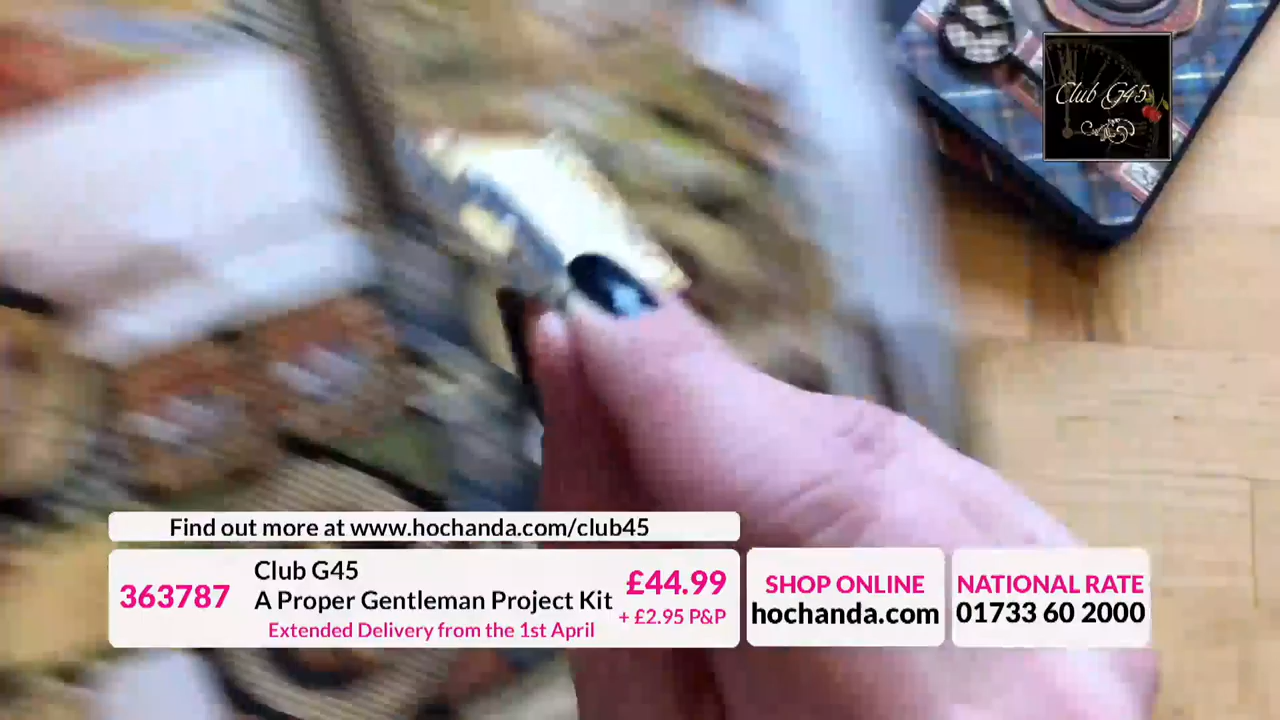 Club G45
Find out more at www.hochanda.com/club45
363787
Club G45
A Proper Gentleman Project Kit
Extended Delivery from the 1st April
£44.99
+ £2.95 P&P
SHOP ONLINE
hochanda.com
NATIONAL RATE
01733 60 2000